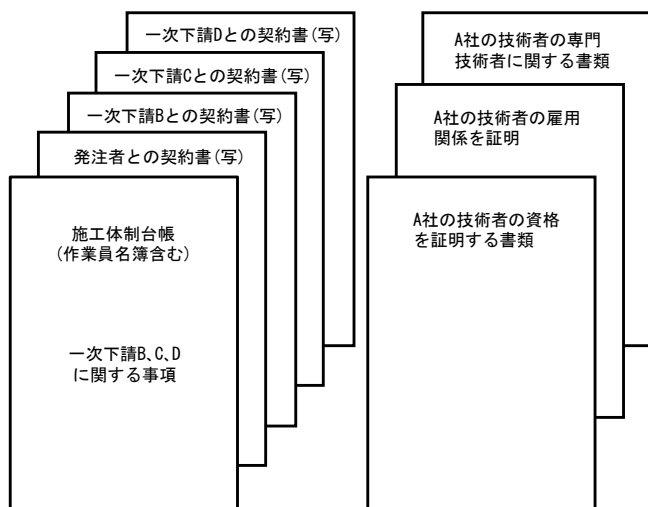 一次下請Dとの契約書(写)
一次下請Cとの契約書(写)
一次下請Bとの契約書(写)
発注者との契約書(写)
施工体制台帳
(作業員名簿含む)
一次下請B、C、D
に関する事項
A社の技術者の専門
技術者に関する書類
A社の技術者の雇用
関係を証明
A社の技術者の資格
を証明する書類